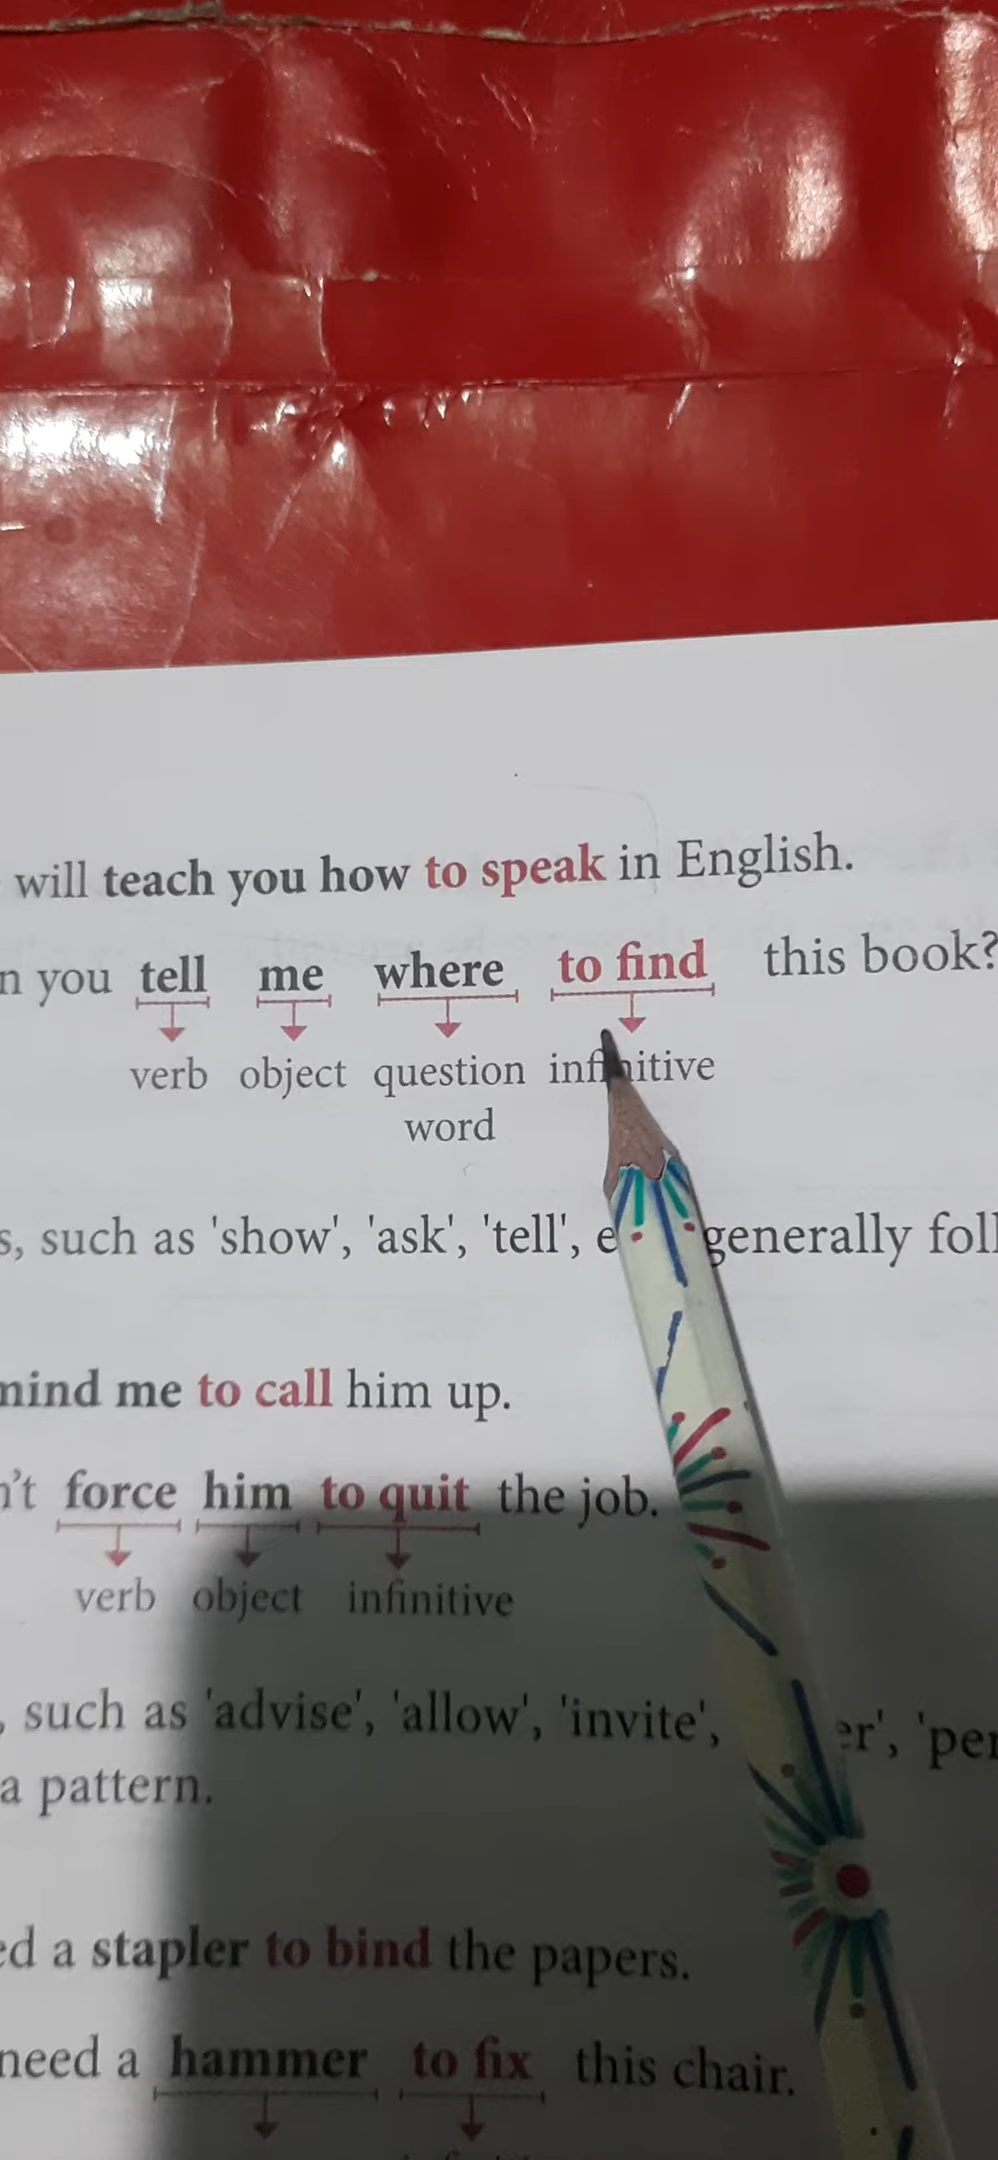 will teach you how to speak in English.
you tell me where to find this book?
verb object question infinitive
word
such as 'show', 'ask', 'tell', generally
me to call him up.
force him to quit the job.
verb object infinitive
such as 'advise', 'allow', 'invite',
a pattern.
a stapler to bind the papers.
need a hammer to fix this chair.